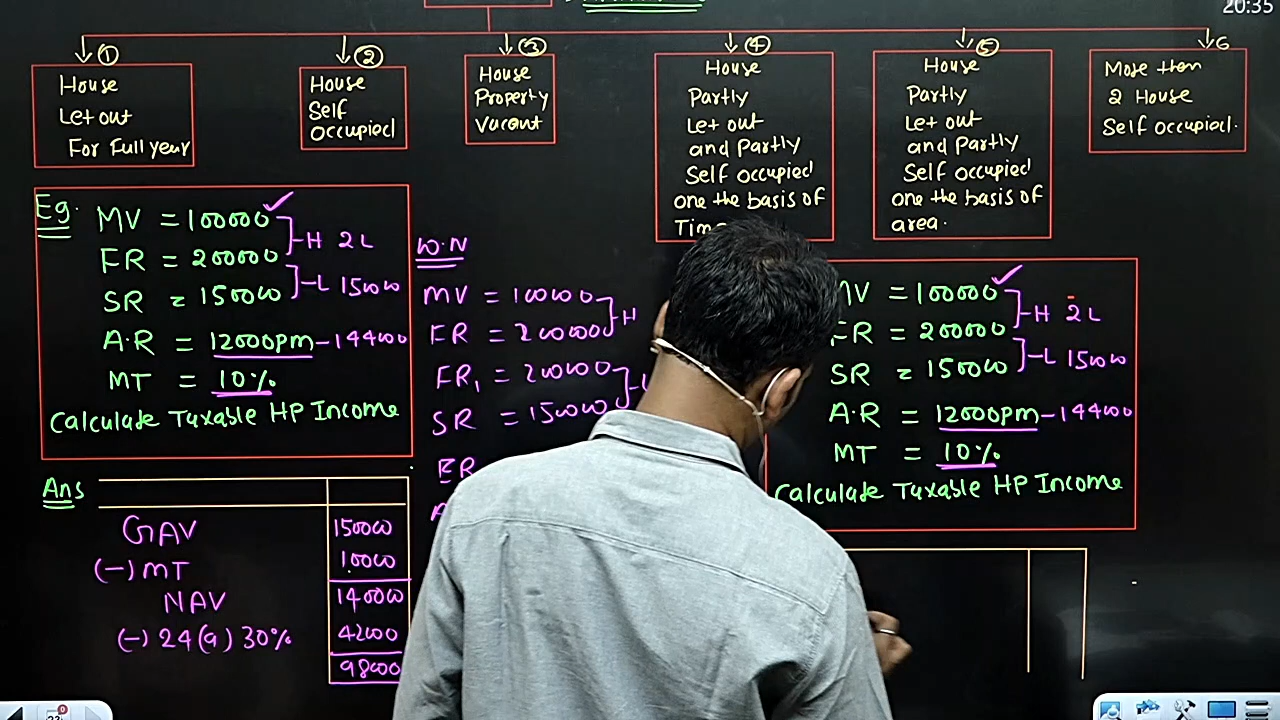 20:35
1
House
Let out
For Full year
2
House
Self
occupied
3
House
Property
Vacant
4
House
Partly
Let out
and Partly
Self occupied
one the basis of
5
House
Partly
Let out
and Partly
Self occupied
one the basis of
area.
6
More then
2 House
Self occupied.
Eg.
MV = 100000
FR = 200000
SR = 150000
A.R = 12000pm - 144000
MT = 10%
H 2L
L 150000
Calculate Taxable HP Income
W.N
MV = 100000
FR = 200000
H
FR, = 200000
SR = 150000
ER
MV = 100000
FR = 200000
SR = 150000
A.R = 12000pm - 144000
MT = 10%
H 2L
L 150000
Calculate Taxable HP Income
Ans
GAV 150000
(-) MT 10000
NAV 140000
(-) 24(a) 30% 42000
98000